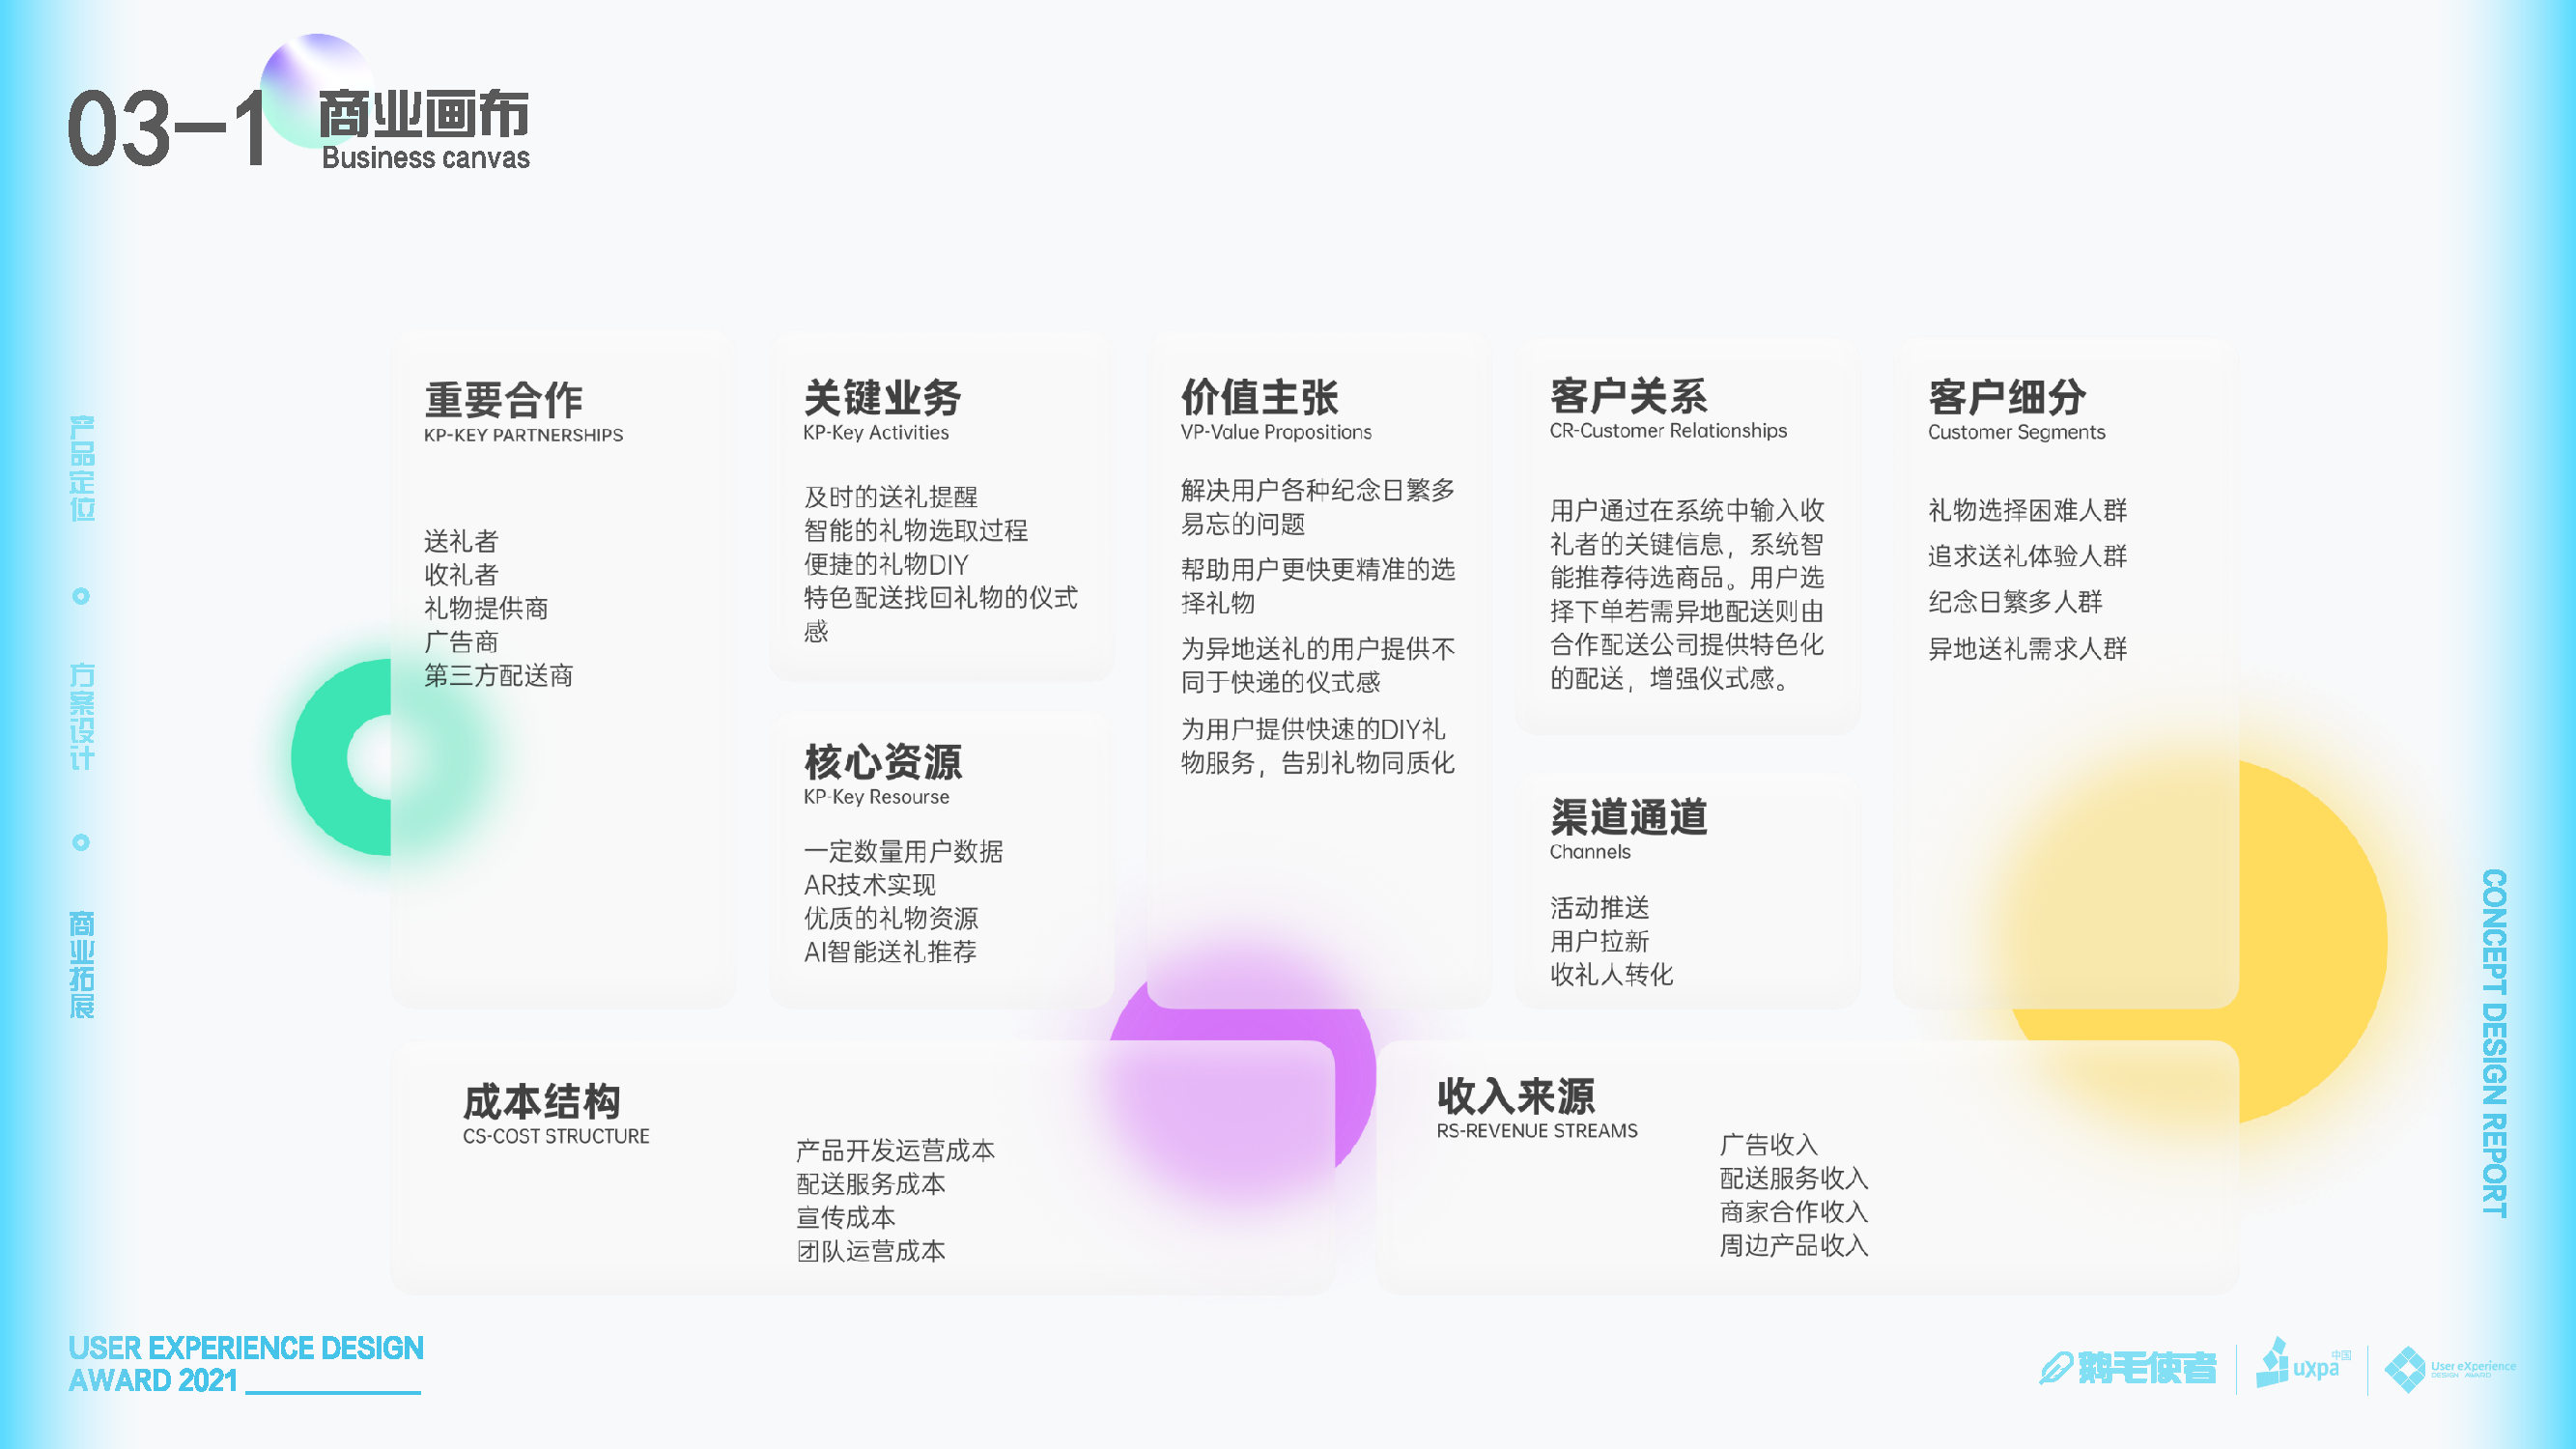 03-1
商业画布
Business canvas
产品定位
方案设计
商业拓展
重要合作
KP-KEY PARTNERSHIPS
送礼者
收礼者
礼物提供商
广告商
第三方配送商
关键业务
KP-Key Activities
及时的送礼提醒
智能的礼物选取过程
便捷的礼物DIY
特色配送找回礼物的仪式
感
核心资源
KP-Key Resourse
一定数量用户数据
AR技术实现
优质的礼物资源
AI智能送礼推荐
价值主张
VP-Value Propositions
解决用户各种纪念日繁多
易忘的问题
帮助用户更快更精准的选
择礼物
为异地送礼的用户提供不
同于快递的仪式感
为用户提供快速的DIY礼
物服务，告别礼物同质化
客户关系
CR-Customer Relationships
用户通过在系统中输入收
礼者的关键信息，系统智
能推荐待选商品。用户选
择下单若需异地配送则由
合作配送公司提供特色化
的配送，增强仪式感。
渠道通道
Channels
活动推送
用户拉新
收礼人转化
客户细分
Customer Segments
礼物选择困难人群
追求送礼体验人群
纪念日繁多人群
异地送礼需求人群
成本结构
CS-COST STRUCTURE
产品开发运营成本
配送服务成本
宣传成本
团队运营成本
收入来源
RS-REVENUE STREAMS
广告收入
配送服务收入
商家合作收入
周边产品收入
CONCEPT DESIGN REPORT
USER EXPERIENCE DESIGN
AWARD 2021
鹅毛使者
uxpa中国
User eXperience
DESIGN AWARD